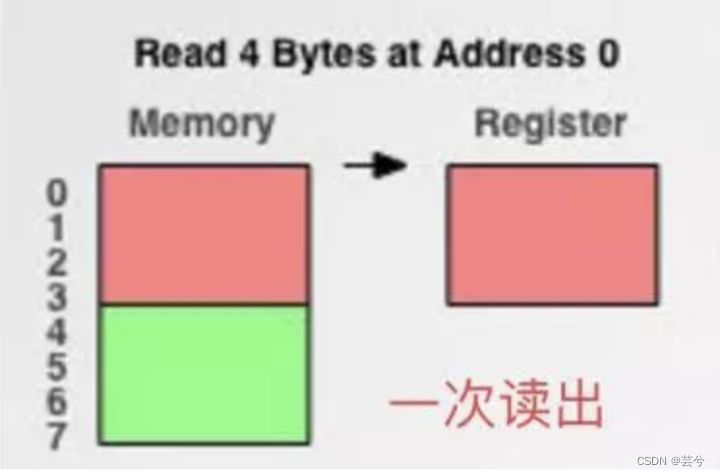 Read 4 Bytes at Address 0
Memory
Register
0
1
2
3
4
5
6
7
一次读出
CSDN @芸兮